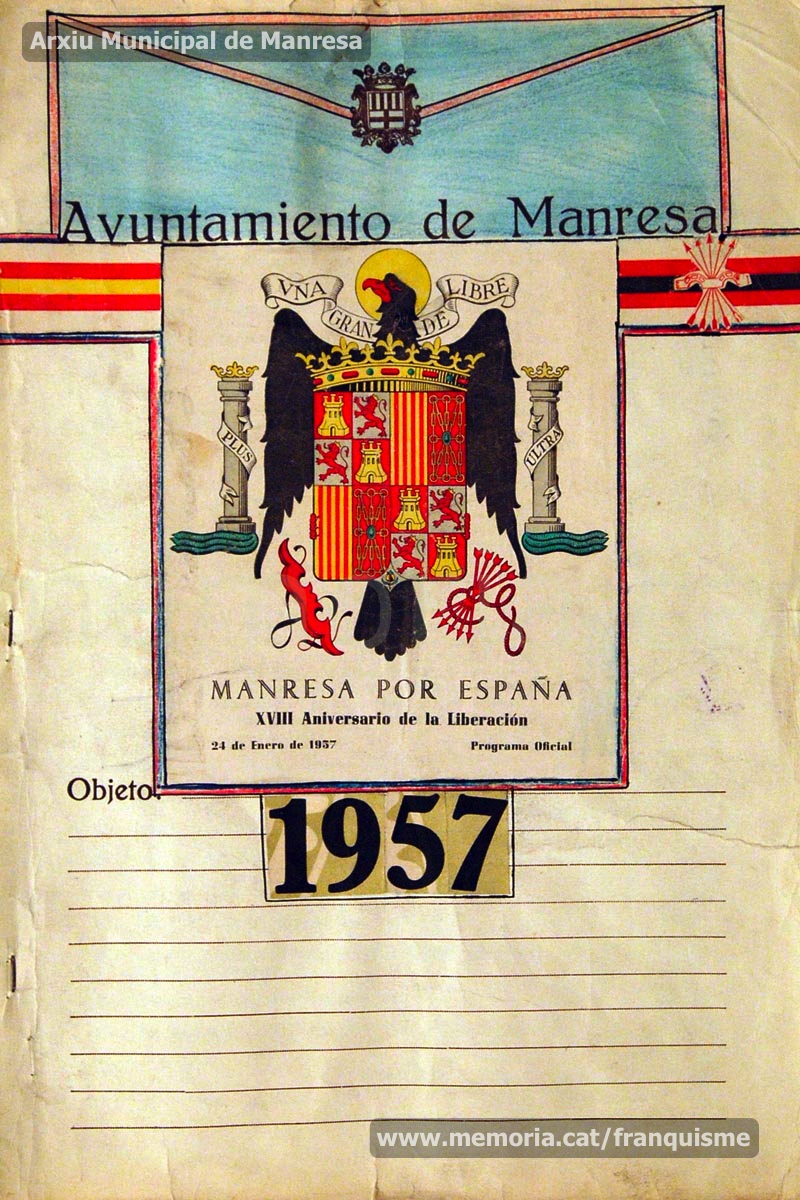 Arxiu Municipal de Manresa
Ayuntamiento de Manresa
VNA GRANDE LIBRE
PLUS
ULTRA
MANRESA POR ESPAÑA
XVIII Aniversario de la Liberación
24 de Enero de 1957 Programa Oficial
Objeto:
1957
www.memoria.cat/franquisme